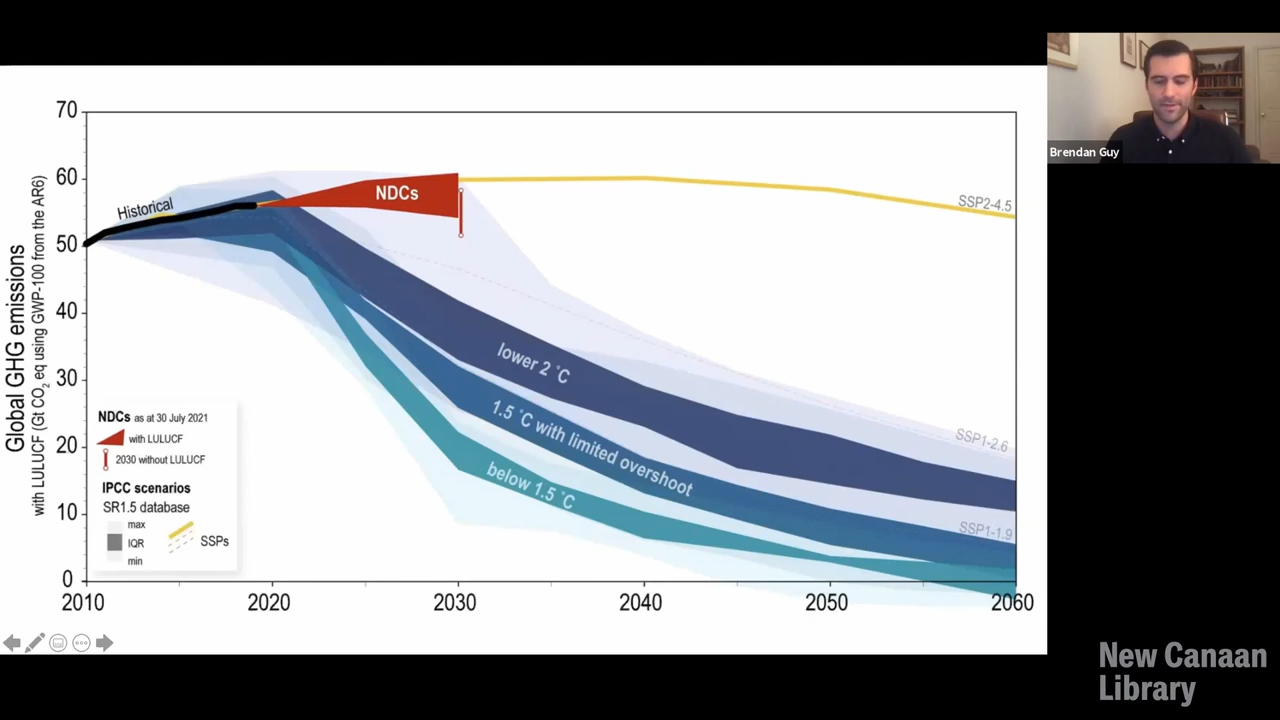 Global GHG emissions
with LULUCF (Gt CO2 eq using GWP-100 from the AR6)
70
60
50
40
30
20
10
0
2010
2020
2030
2040
2050
2060
Historical
NDCs
SSP2-4.5
lower 2 °C
1.5 °C with limited overshoot
below 1.5 °C
SSP1-2.6
SSP1-1.9
NDCs as at 30 July 2021
with LULUCF
2030 without LULUCF
IPCC scenarios
SR1.5 database
max
IQR
min
SSPs
Brendan Guy
New Canaan
Library